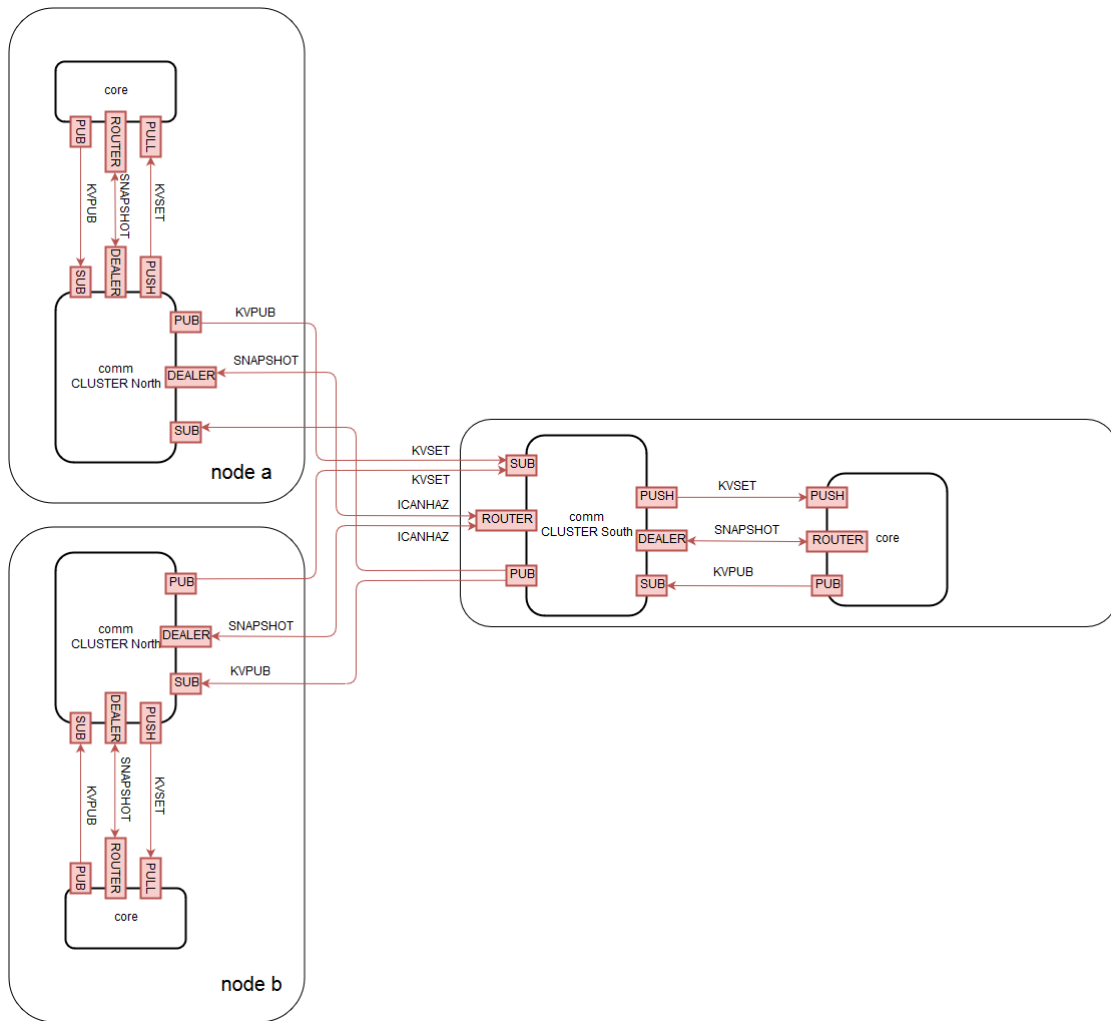 core
PUB
ROUTER
PULL
KVPUB
SNAPSHOT
KVSET
SUB
DEALER
PUSH
PUB
KVPUB
comm
CLUSTER North
DEALER
SNAPSHOT
SUB
node a
KVSET
KVSET
ICANHAZ
ICANHAZ
SUB
ROUTER
PUB
comm
CLUSTER South
PUSH
KVSET
PUSH
DEALER
SNAPSHOT
ROUTER
core
SUB
KVPUB
PUB
PUB
comm
CLUSTER North
DEALER
SNAPSHOT
SUB
KVPUB
SUB
DEALER
PUSH
KVPUB
SNAPSHOT
KVSET
PUB
ROUTER
PULL
core
node b